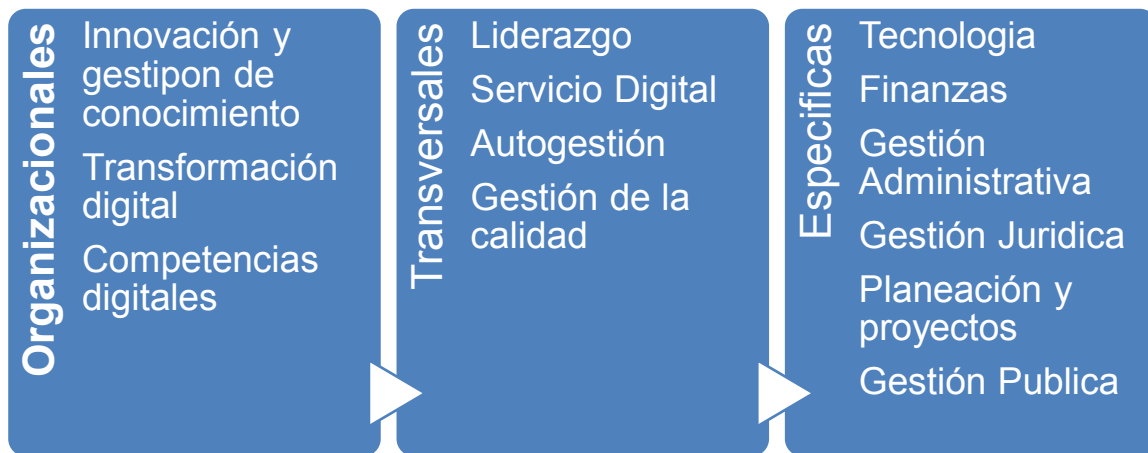 Organizacionales
Innovación y
gestipon de
conocimiento
Transformación
digital
Competencias
digitales
Transversales
Liderazgo
Servicio Digital
Autogestión
Gestión de la
calidad
Especificas
Tecnologia
Finanzas
Gestión
Administrativa
Gestión Juridica
Planeación y
proyectos
Gestión Publica